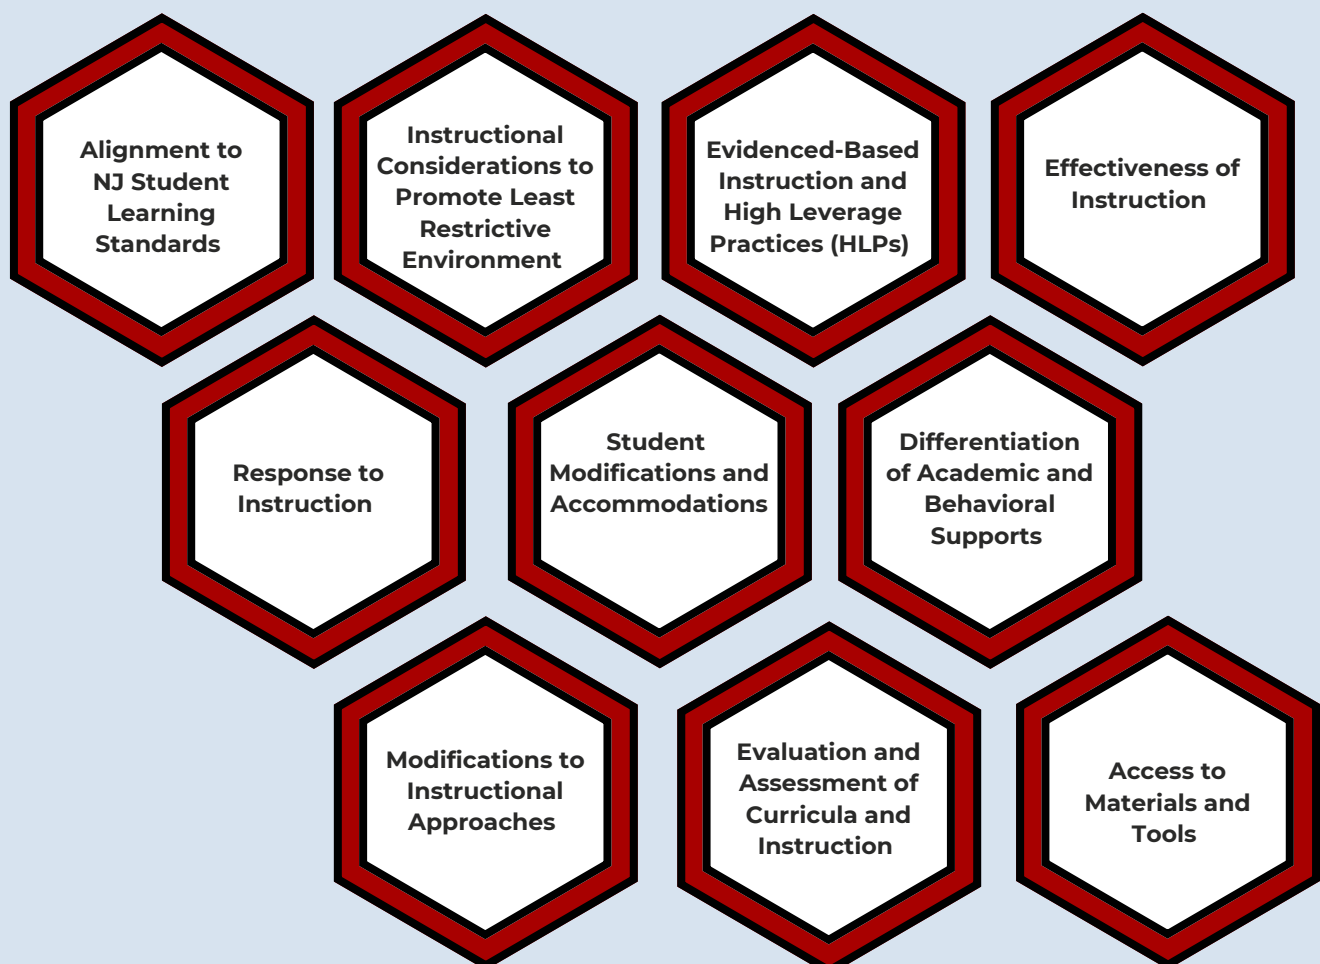 Alignment to
NJ Student
Learning
Standards
Instructional
Considerations to
Promote Least
Restrictive
Environment
Evidenced-Based
Instruction and
High Leverage
Practices (HLPs)
Effectiveness of
Instruction
Response to
Instruction
Student
Modifications and
Accommodations
Differentiation
of Academic and
Behavioral
Supports
Modifications to
Instructional
Approaches
Evaluation and
Assessment of
Curricula and
Instruction
Access to
Materials and
Tools